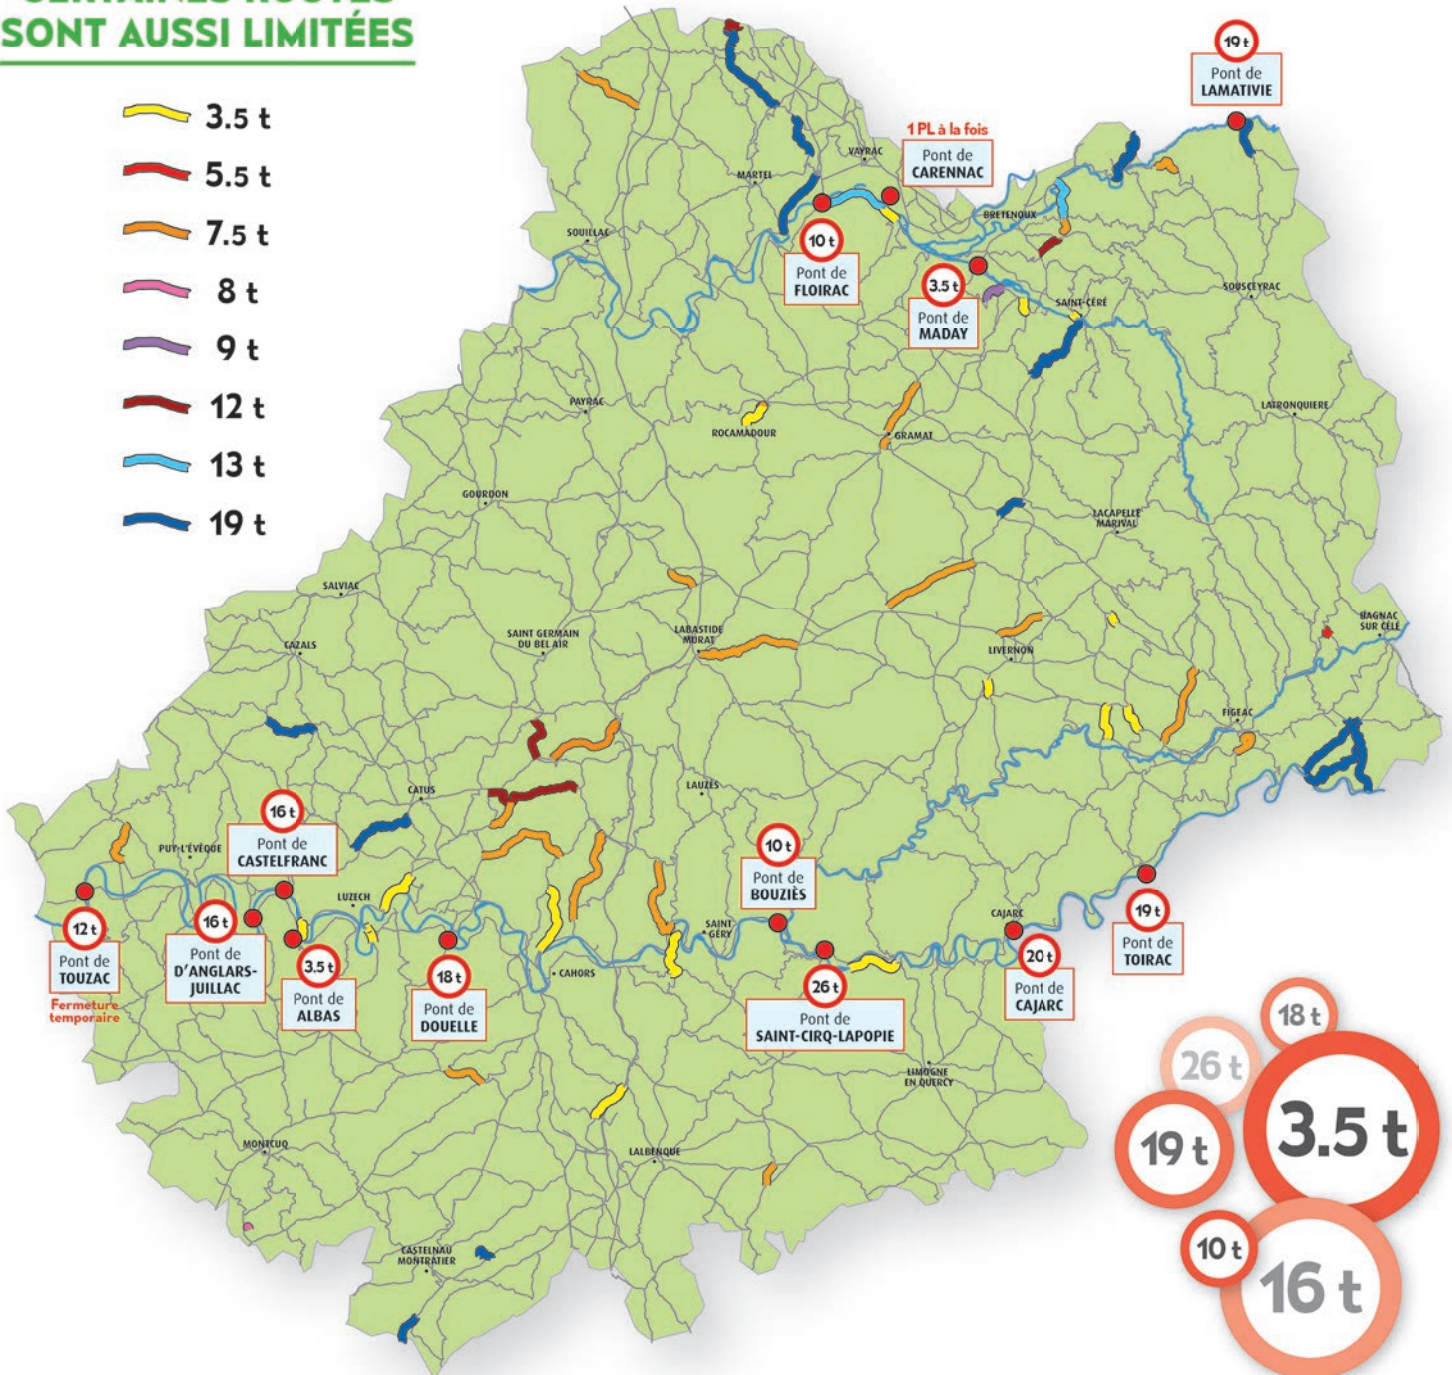 CERTAINES ROUTES
SONT AUSSI LIMITÉES
3.5 t
5.5 t
7.5 t
8 t
9 t
12 t
13 t
19 t
19 t
Pont de
LAMATIVIE
1 PL à la fois
Pont de
CARENNAC
VAYRAC
MARTEL
BRETENOUX
SOUILLAC
10 t
Pont de
FLOIRAC
3.5 t
Pont de
MADAY
SAINT-CÉRÉ
SOUSCEYRAC
PAYRAC
ROCAMADOUR
GRAMAT
LATRONQUIERE
GOURDON
LACAPELLE
MARIVAL
SALVIAC
CAZALS
SAINT GERMAIN
DU BEL AIR
LABASTIDE
MURAT
LIVERNON
BAGNAC
SUR CÉLÉ
FIGEAC
CATUS
LAUZÈS
16 t
Pont de
CASTELFRANC
PUY-L'ÉVÊQUE
10 t
Pont de
BOUZIÈS
LUZECH
12 t
Pont de
TOUZAC
Fermeture
temporaire
16 t
Pont de
D'ANGLARS-
JUILLAC
3.5 t
Pont de
ALBAS
18 t
Pont de
DOUELLE
CAHORS
SAINT
GÉRY
26 t
Pont de
SAINT-CIRQ-LAPOPIE
CAJARC
20 t
Pont de
CAJARC
19 t
Pont de
TOIRAC
LIMOGNE
EN QUERCY
MONTCUQ
LALBENQUE
CASTELNAU
MONTRATIER
18 t
26 t
3.5 t
19 t
10 t
16 t